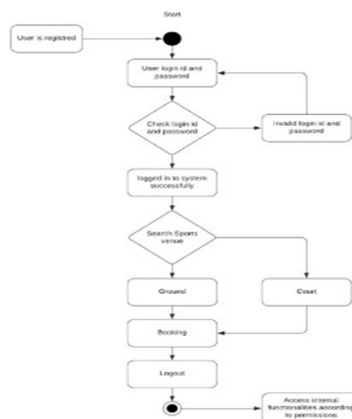 Start
User is registred
User login id and
password
Check login id
and password
Invalid login id and
password
logged in to system
successfully
Search Sports
venue
Ground
Court
Booking
Logout
Access internal
functionalities according
to permissions